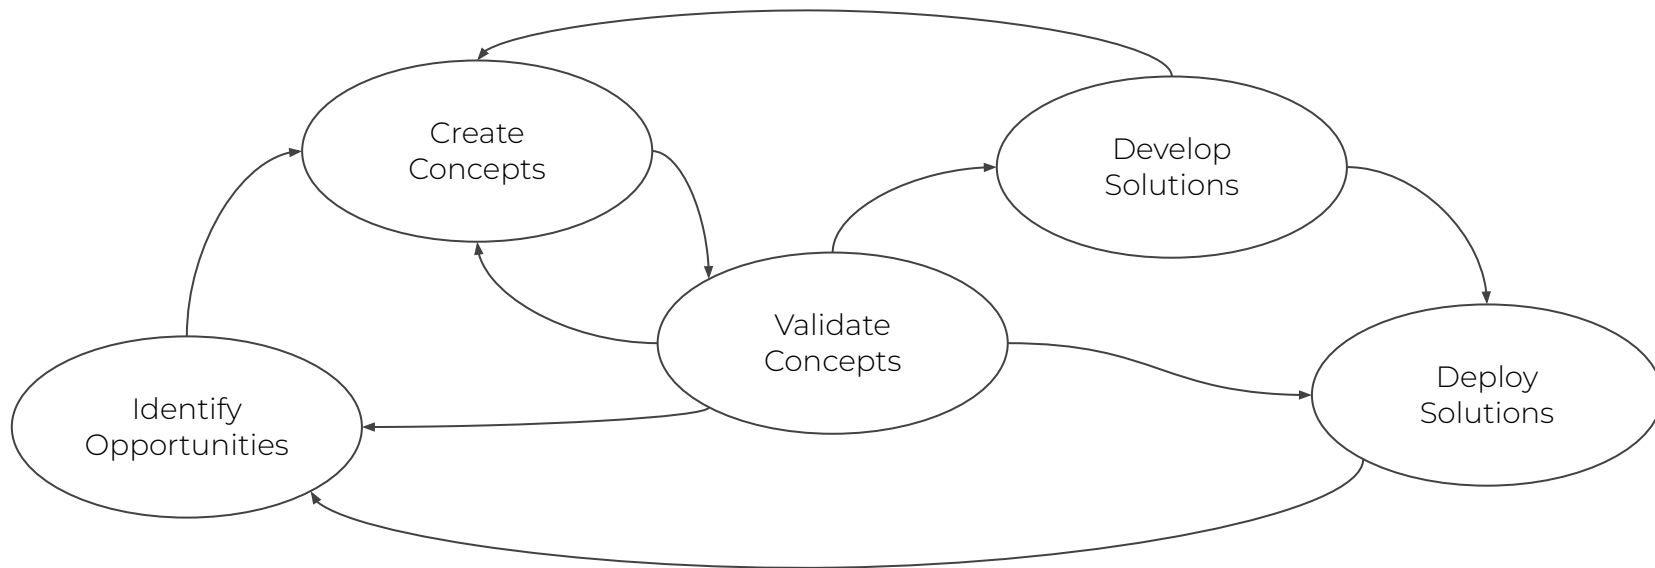 Create
Concepts
Develop
Solutions
Validate
Concepts
Deploy
Solutions
Identify
Opportunities